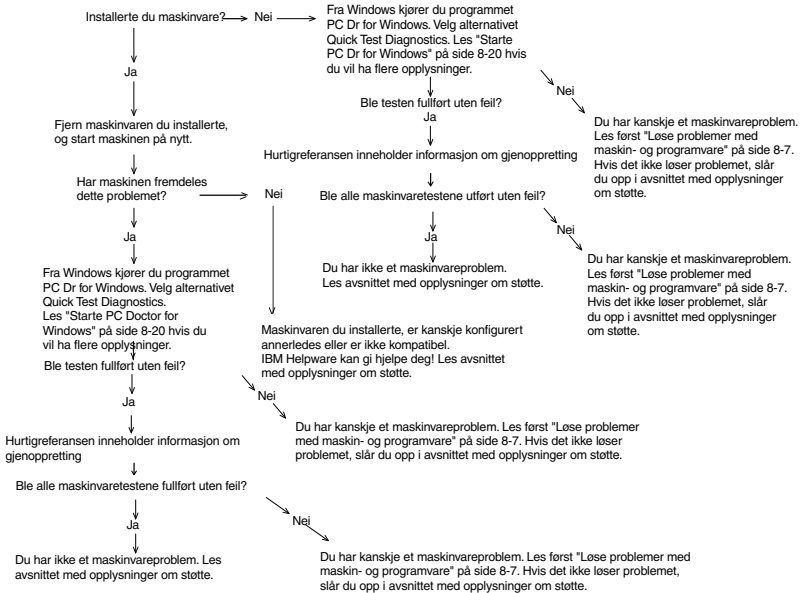 Installerte du maskinvare?
Nei
Fra Windows kjører du programmet
PC Dr for Windows. Velg alternativet
Quick Test Diagnostics. Les "Starte
PC Dr for Windows" på side 8-20 hvis
du vil ha flere opplysninger.
Nei
Du har kanskje et maskinvareproblem.
Les først "Løse problemer med
maskin- og programvare" på side 8-7.
Hvis det ikke løser problemet, slår
du opp i avsnittet med opplysninger
om støtte.
Ble testen fullført uten feil?
Ja
Hurtigreferansen inneholder informasjon om gjenoppretting
Ble alle maskinvaretestene utført uten feil?
Nei
Du har kanskje et maskinvareproblem.
Les først "Løse problemer med
maskin- og programvare" på side 8-7.
Hvis det ikke løser problemet, slår
du opp i avsnittet med opplysninger
om støtte.
Ja
Du har ikke et maskinvareproblem.
Les avsnittet med opplysninger om støtte.
Ja
Fjern maskinvaren du installerte,
og start maskinen på nytt.
Har maskinen fremdeles
dette problemet?
Nei
Maskinvaren du installerte, er kanskje konfigurert
annerledes eller er ikke kompatibel.
IBM Helpware kan gi hjelpe deg! Les avsnittet
med opplysninger om støtte.
Ja
Fra Windows kjører du programmet
PC Dr for Windows. Velg alternativet
Quick Test Diagnostics.
Les "Starte PC Doctor for
Windows" på side 8-20 hvis du
vil ha flere opplysninger.
Ble testen fullført uten feil?
Nei
Du har kanskje et maskinvareproblem. Les først "Løse problemer
med maskin- og programvare" på side 8-7. Hvis det ikke løser
problemet, slår du opp i avsnittet med opplysninger om støtte.
Ja
Hurtigreferansen inneholder informasjon om
gjenoppretting
Ble alle maskinvaretestene fullført uten feil?
Nei
Du har kanskje et maskinvareproblem. Les først "Løse problemer med
maskin- og programvare" på side 8-7. Hvis det ikke løser problemet,
slår du opp i avsnittet med opplysninger om støtte.
Ja
Du har ikke et maskinvareproblem. Les
avsnittet med opplysninger om støtte.